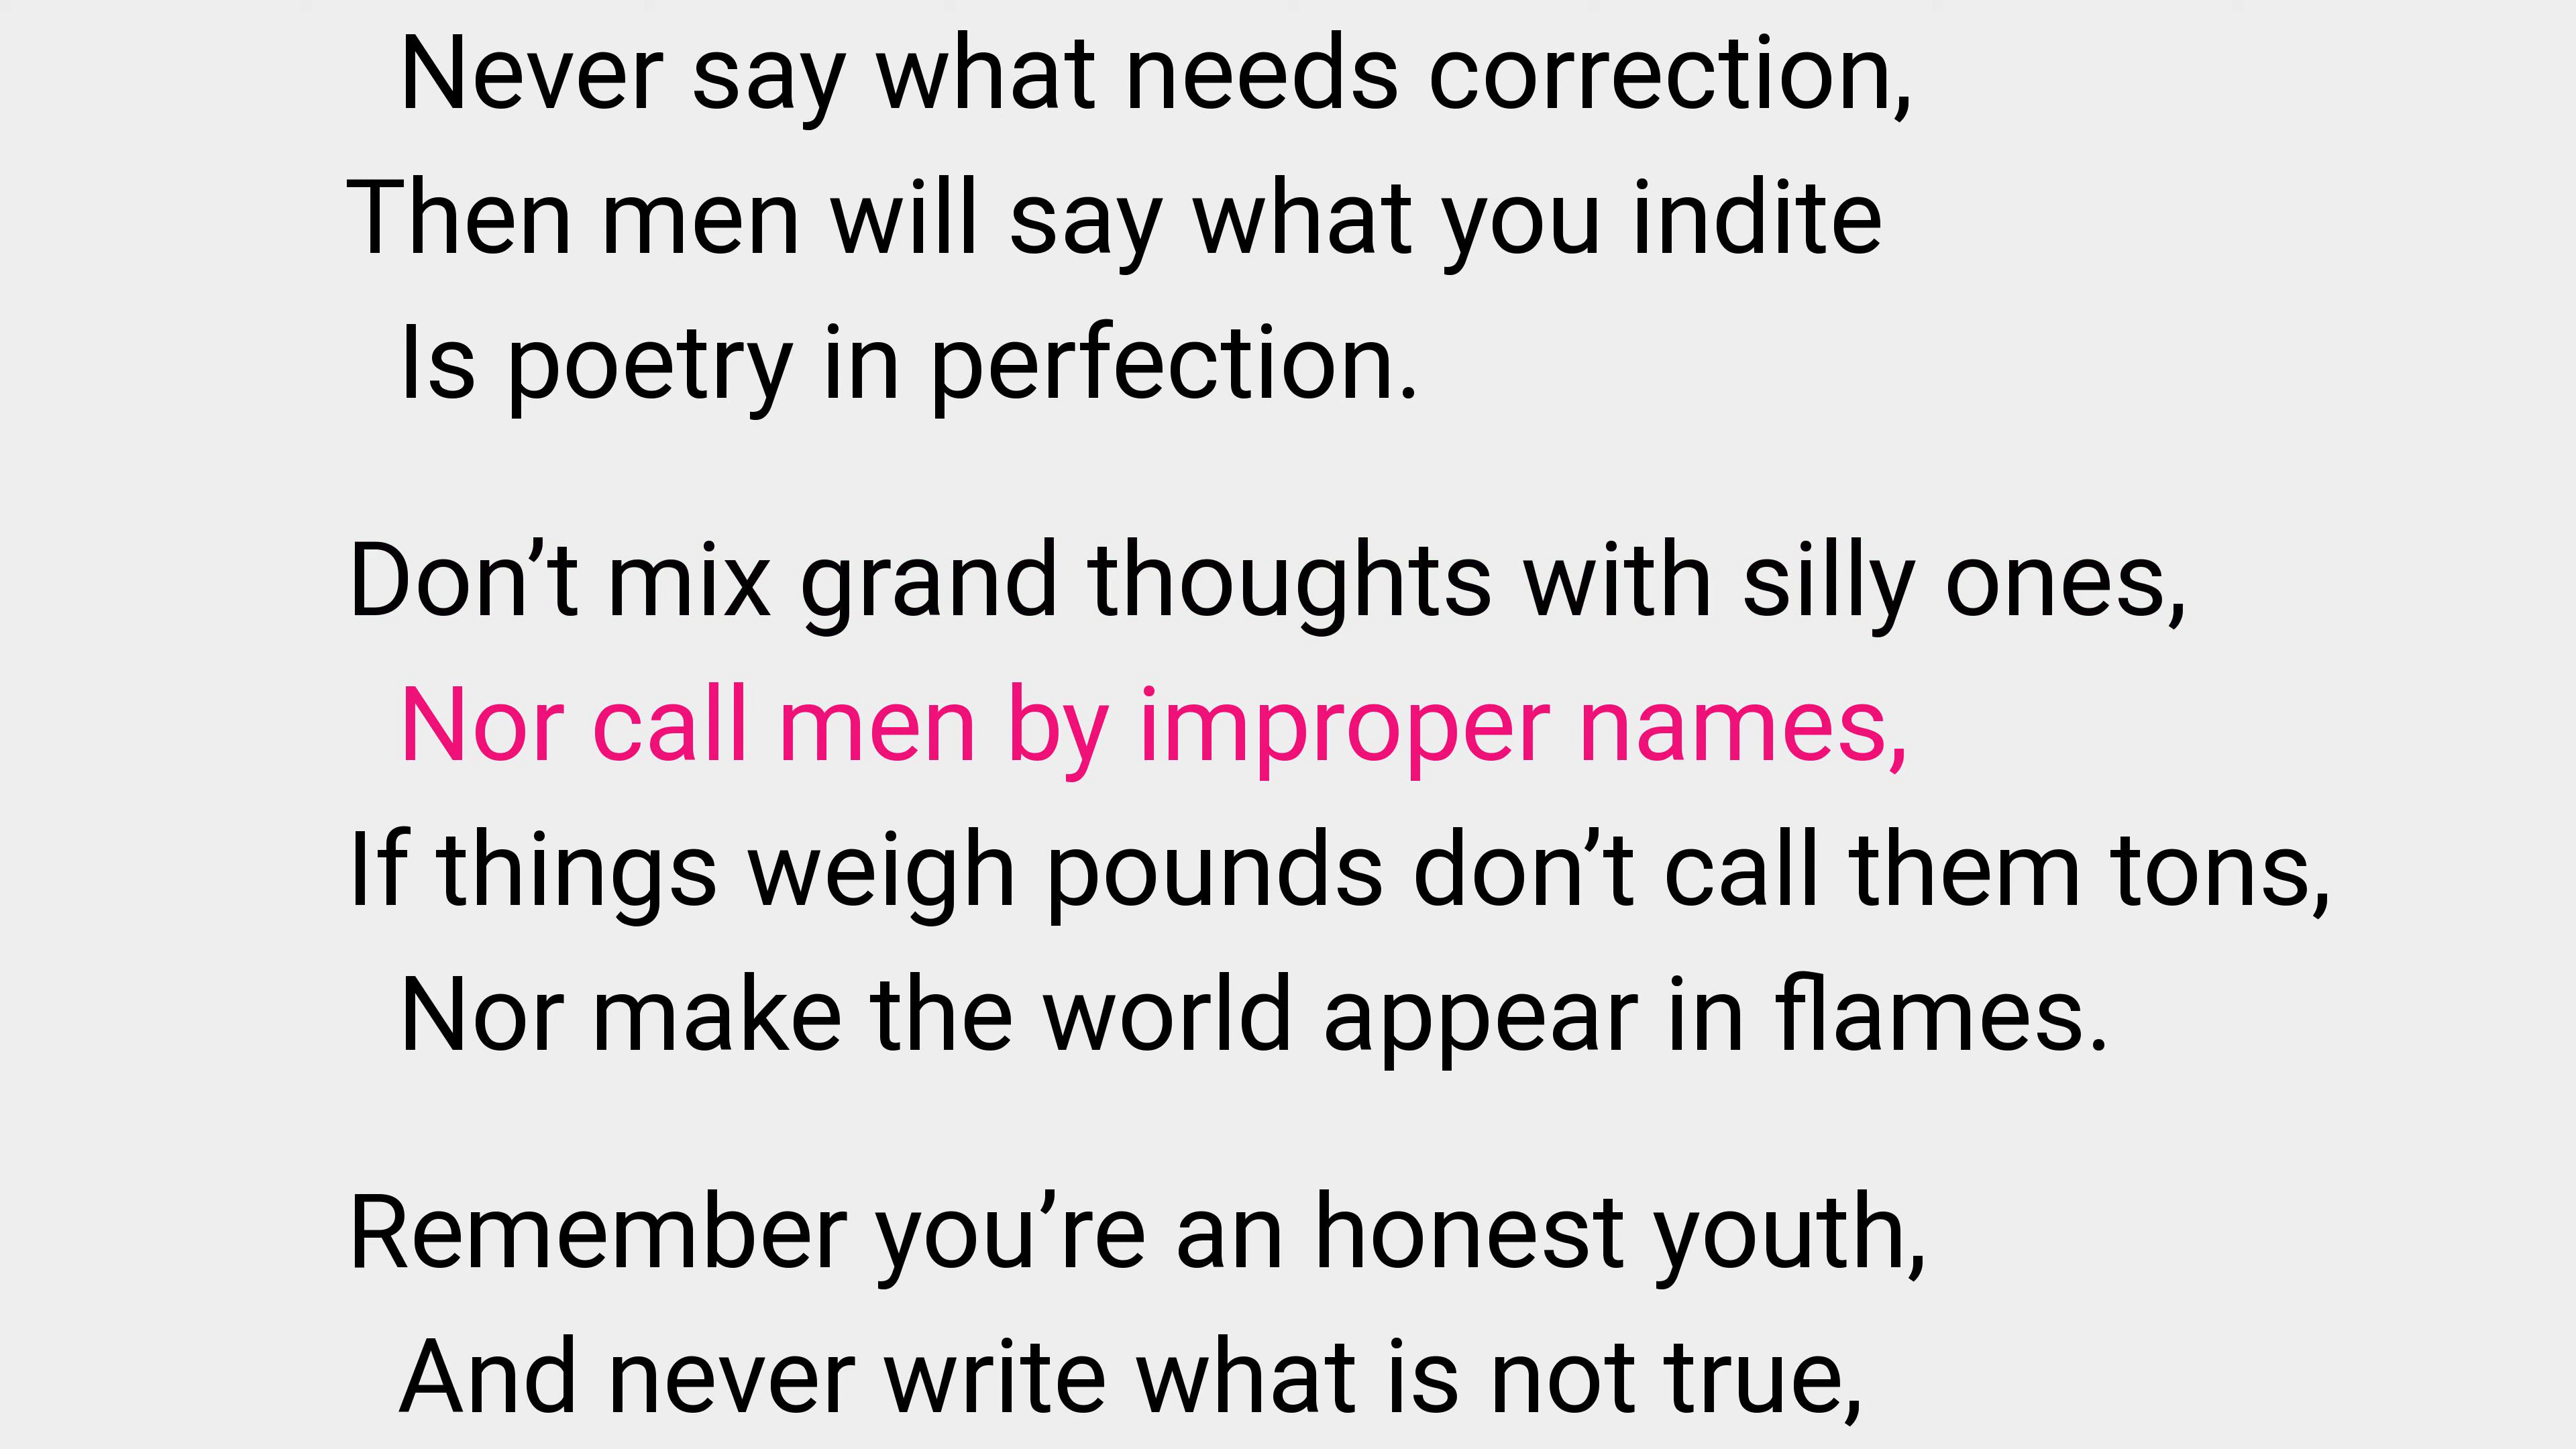 Never say what needs correction,
Then men will say what you indite
Is poetry in perfection.
Don’t mix grand thoughts with silly ones,
Nor call men by improper names,
If things weigh pounds don’t call them tons,
Nor make the world appear in flames.
Remember you’re an honest youth,
And never write what is not true,